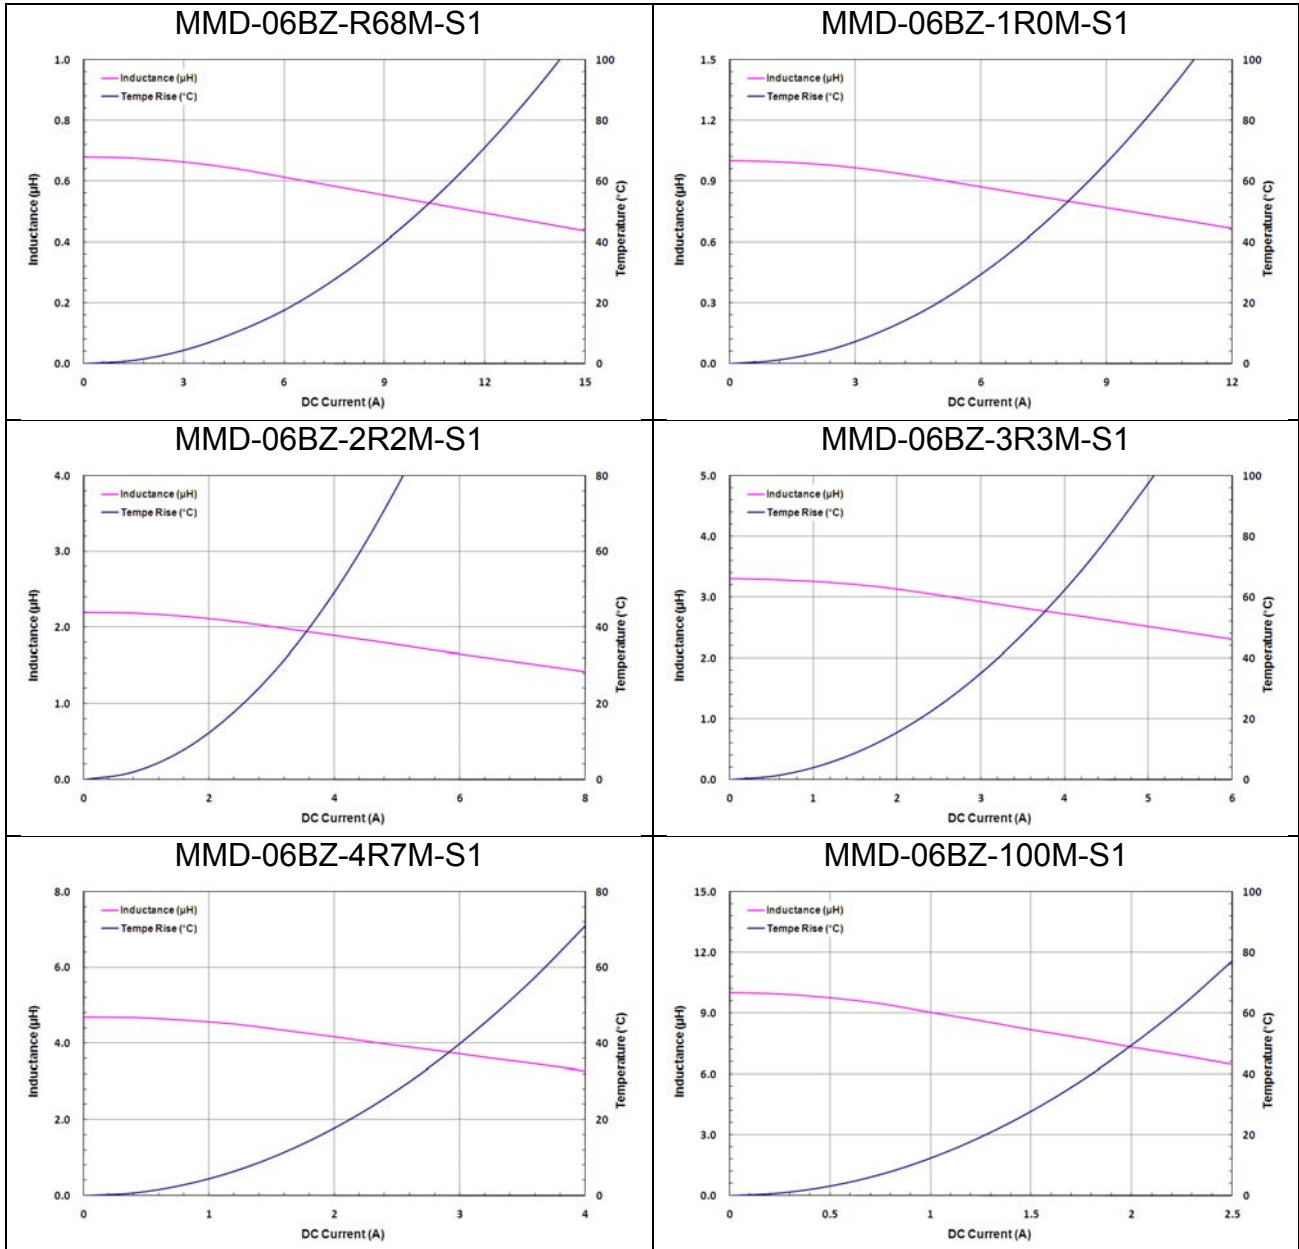 MMD-06BZ-R68M-S1
Inductance (µH)
Tempe Rise (°C)
1.0
0.8
0.6
0.4
0.2
0.0
Inductance (µH)
100
80
60
40
20
0
Temperature (°C)
0 3 6 9 12 15
DC Current (A)
MMD-06BZ-1R0M-S1
Inductance (µH)
Tempe Rise (°C)
1.5
1.2
0.9
0.6
0.3
0.0
Inductance (µH)
100
80
60
40
20
0
Temperature (°C)
0 3 6 9 12
DC Current (A)
MMD-06BZ-2R2M-S1
Inductance (µH)
Tempe Rise (°C)
4.0
3.0
2.0
1.0
0.0
Inductance (µH)
80
60
40
20
0
Temperature (°C)
0 2 4 6 8
DC Current (A)
MMD-06BZ-3R3M-S1
Inductance (µH)
Tempe Rise (°C)
5.0
4.0
3.0
2.0
1.0
0.0
Inductance (µH)
100
80
60
40
20
0
Temperature (°C)
0 1 2 3 4 5 6
DC Current (A)
MMD-06BZ-4R7M-S1
Inductance (µH)
Tempe Rise (°C)
8.0
6.0
4.0
2.0
0.0
Inductance (µH)
80
60
40
20
0
Temperature (°C)
0 1 2 3 4
DC Current (A)
MMD-06BZ-100M-S1
Inductance (µH)
Tempe Rise (°C)
15.0
12.0
9.0
6.0
3.0
0.0
Inductance (µH)
100
80
60
40
20
0
Temperature (°C)
0 0.5 1 1.5 2 2.5
DC Current (A)